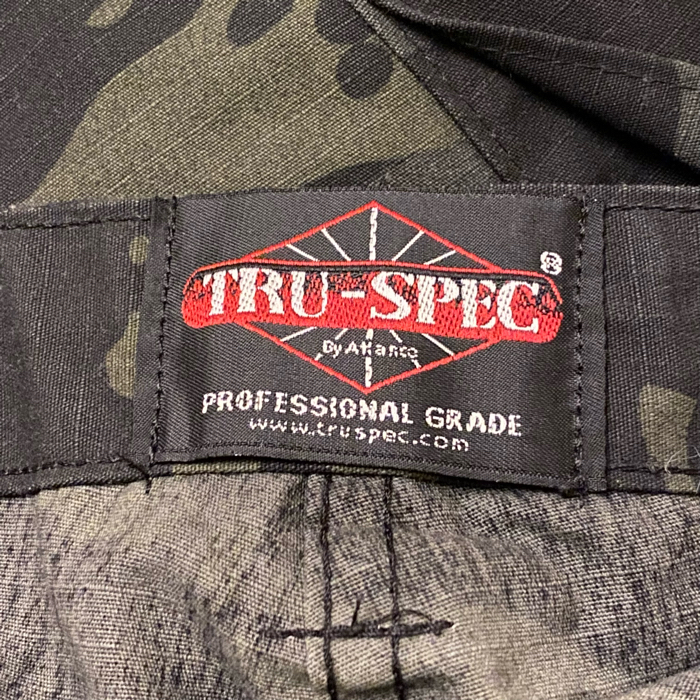 TRU-SPEC®
By Atlanco
PROFESSIONAL GRADE
www.truspec.com